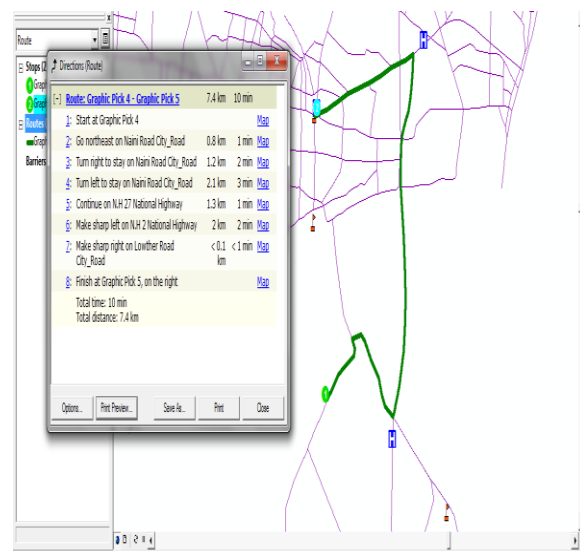 Route
Directions (Route)
Stops (2
Grap
Grap
Routes
Grap
Barriers
[-] Route: Graphic Pick 4 - Graphic Pick 5 7.4 km 10 min
1: Start at Graphic Pick 4 Map
2: Go northeast on Naini Road City_Road 0.8 km 1 min Map
3: Turn right to stay on Naini Road City_Road 1.2 km 2 min Map
4: Turn left to stay on Naini Road City_Road 2.1 km 3 min Map
5: Continue on N.H 27 National Highway 1.3 km 1 min Map
6: Make sharp left on N.H 2 National Highway 2 km 2 min Map
7: Make sharp right on Lowther Road < 0.1 < 1 min Map
City_Road km
8: Finish at Graphic Pick 5, on the right Map
Total time: 10 min
Total distance: 7.4 km
Options... Print Preview... Save As... Print Close
H
H
1